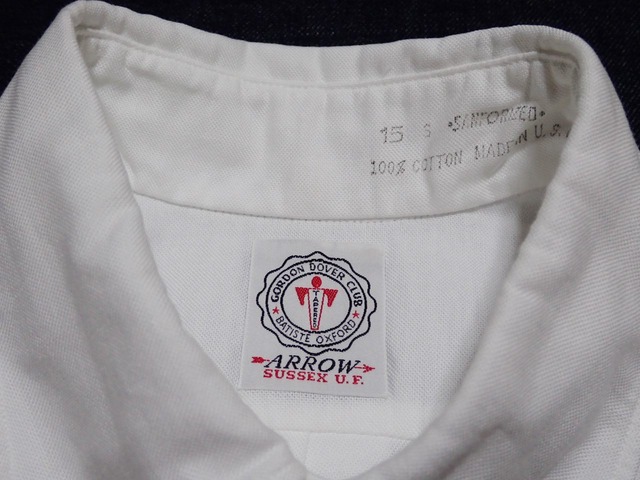 15 S •SANFORIZED•
100% COTTON MADE IN U.S.A
GORDON DOVER CLUB
TAPERED
★ BATISTE OXFORD ★
ARROW
SUSSEX U.F.